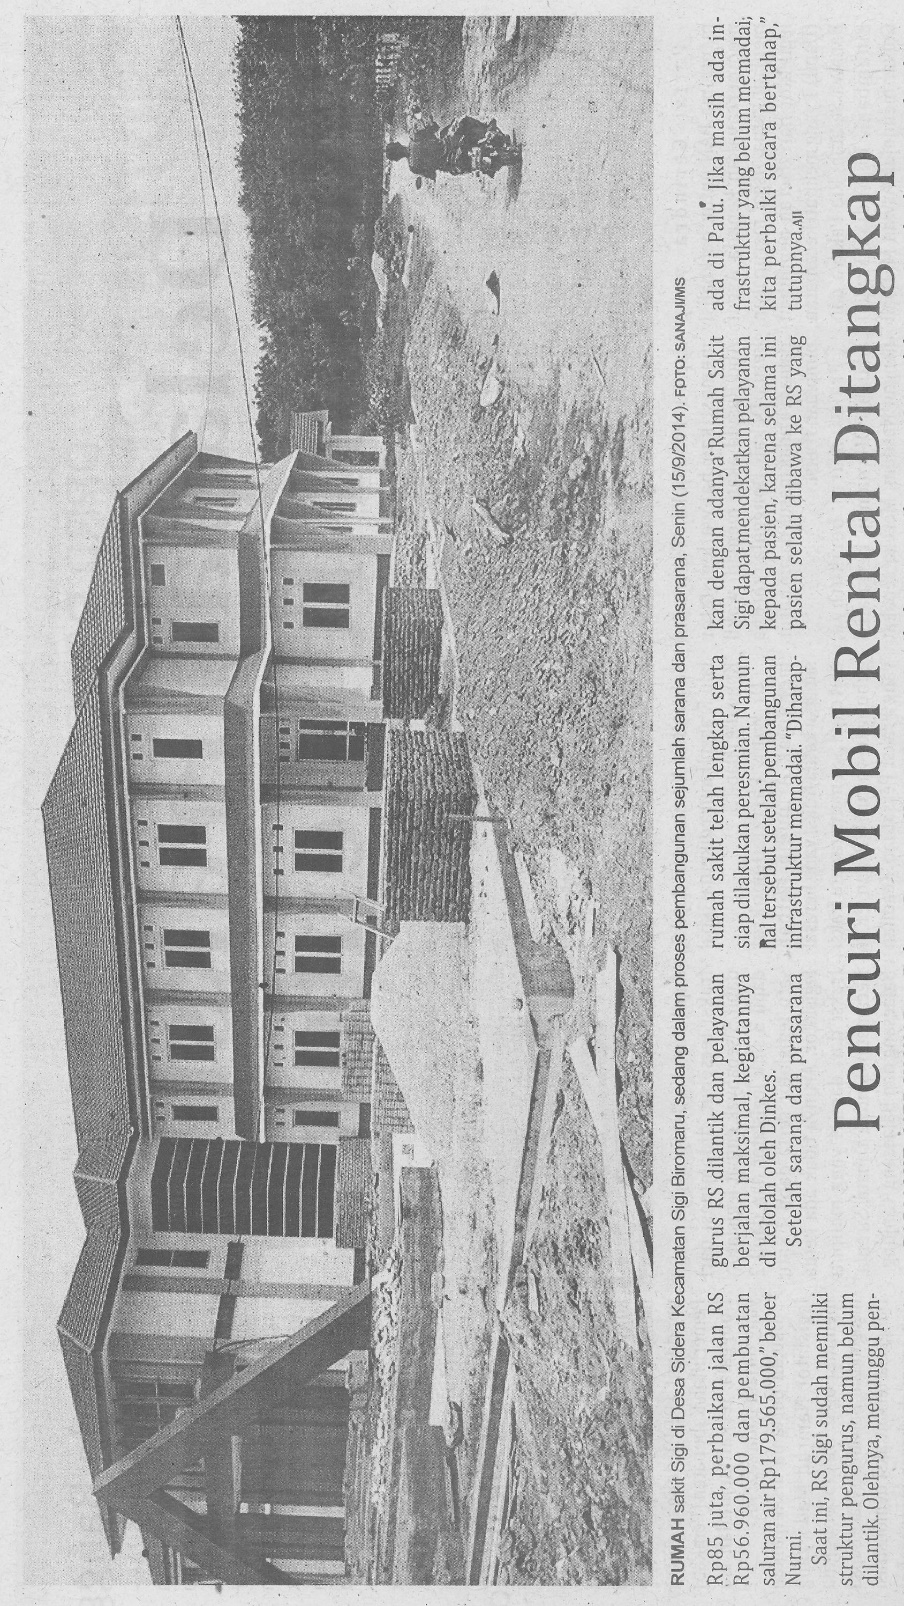 RUMAH sakit Sigi di Desa Sidera Kecamatan Sigi Biromaru, sedang dalam proses pembangunan sejumlah sarana dan prasarana, Senin (15/9/2014). FOTO: SANAJI/MS
Rp85 juta, perbaikan jalan RS
Rp56.960.000 dan pembuatan
saluran air Rp179.565.000,” beber
Nurni.
Saat ini, RS Sigi sudah memiliki
struktur pengurus, namun belum
dilantik. Olehnya, menunggu pen-
gurus RS dilantik dan pelayanan
berjalan maksimal, kegiatannya
di kelolah oleh Dinkes.
Setelah sarana dan prasarana
rumah sakit telah lengkap serta
siap dilakukan peresmian. Namun
hal tersebut setelah pembangunan
infrastruktur memadai. “Diharap-
kan dengan adanya Rumah Sakit
Sigi dapat mendekatkan pelayanan
kepada pasien, karena selama ini
pasien selalu dibawa ke RS yang
ada di Palu. Jika masih ada in-
frastruktur yang belum memadai,
kita perbaiki secara bertahap,”
tutupnya.AJI
Pencuri Mobil Rental Ditangkap